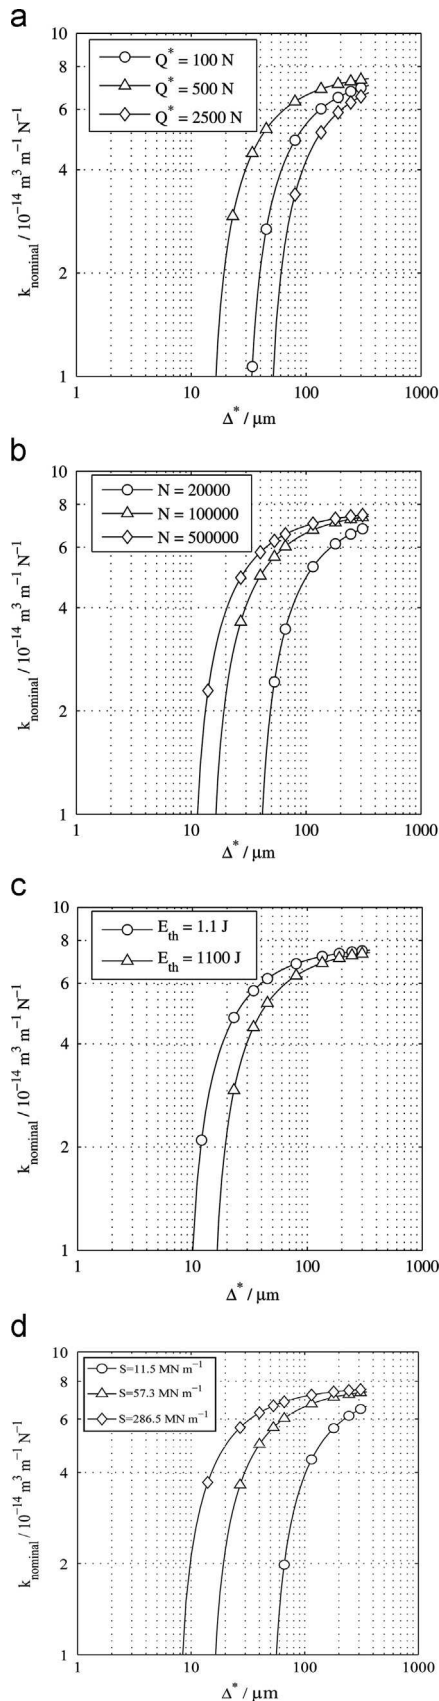 a
10
8
6
4
2
1
k_nominal / 10⁻¹⁴ m³ m⁻¹ N⁻¹
Q* = 100 N
Q* = 500 N
Q* = 2500 N
1 10 100 1000
Δ* / μm
b
10
8
6
4
2
1
k_nominal / 10⁻¹⁴ m³ m⁻¹ N⁻¹
N = 20000
N = 100000
N = 500000
1 10 100 1000
Δ* / μm
c
10
8
6
4
2
1
k_nominal / 10⁻¹⁴ m³ m⁻¹ N⁻¹
E_th = 1.1 J
E_th = 1100 J
1 10 100 1000
Δ* / μm
d
10
8
6
4
2
1
k_nominal / 10⁻¹⁴ m³ m⁻¹ N⁻¹
S=11.5 MN m⁻¹
S=57.3 MN m⁻¹
S=286.5 MN m⁻¹
1 10 100 1000
Δ* / μm